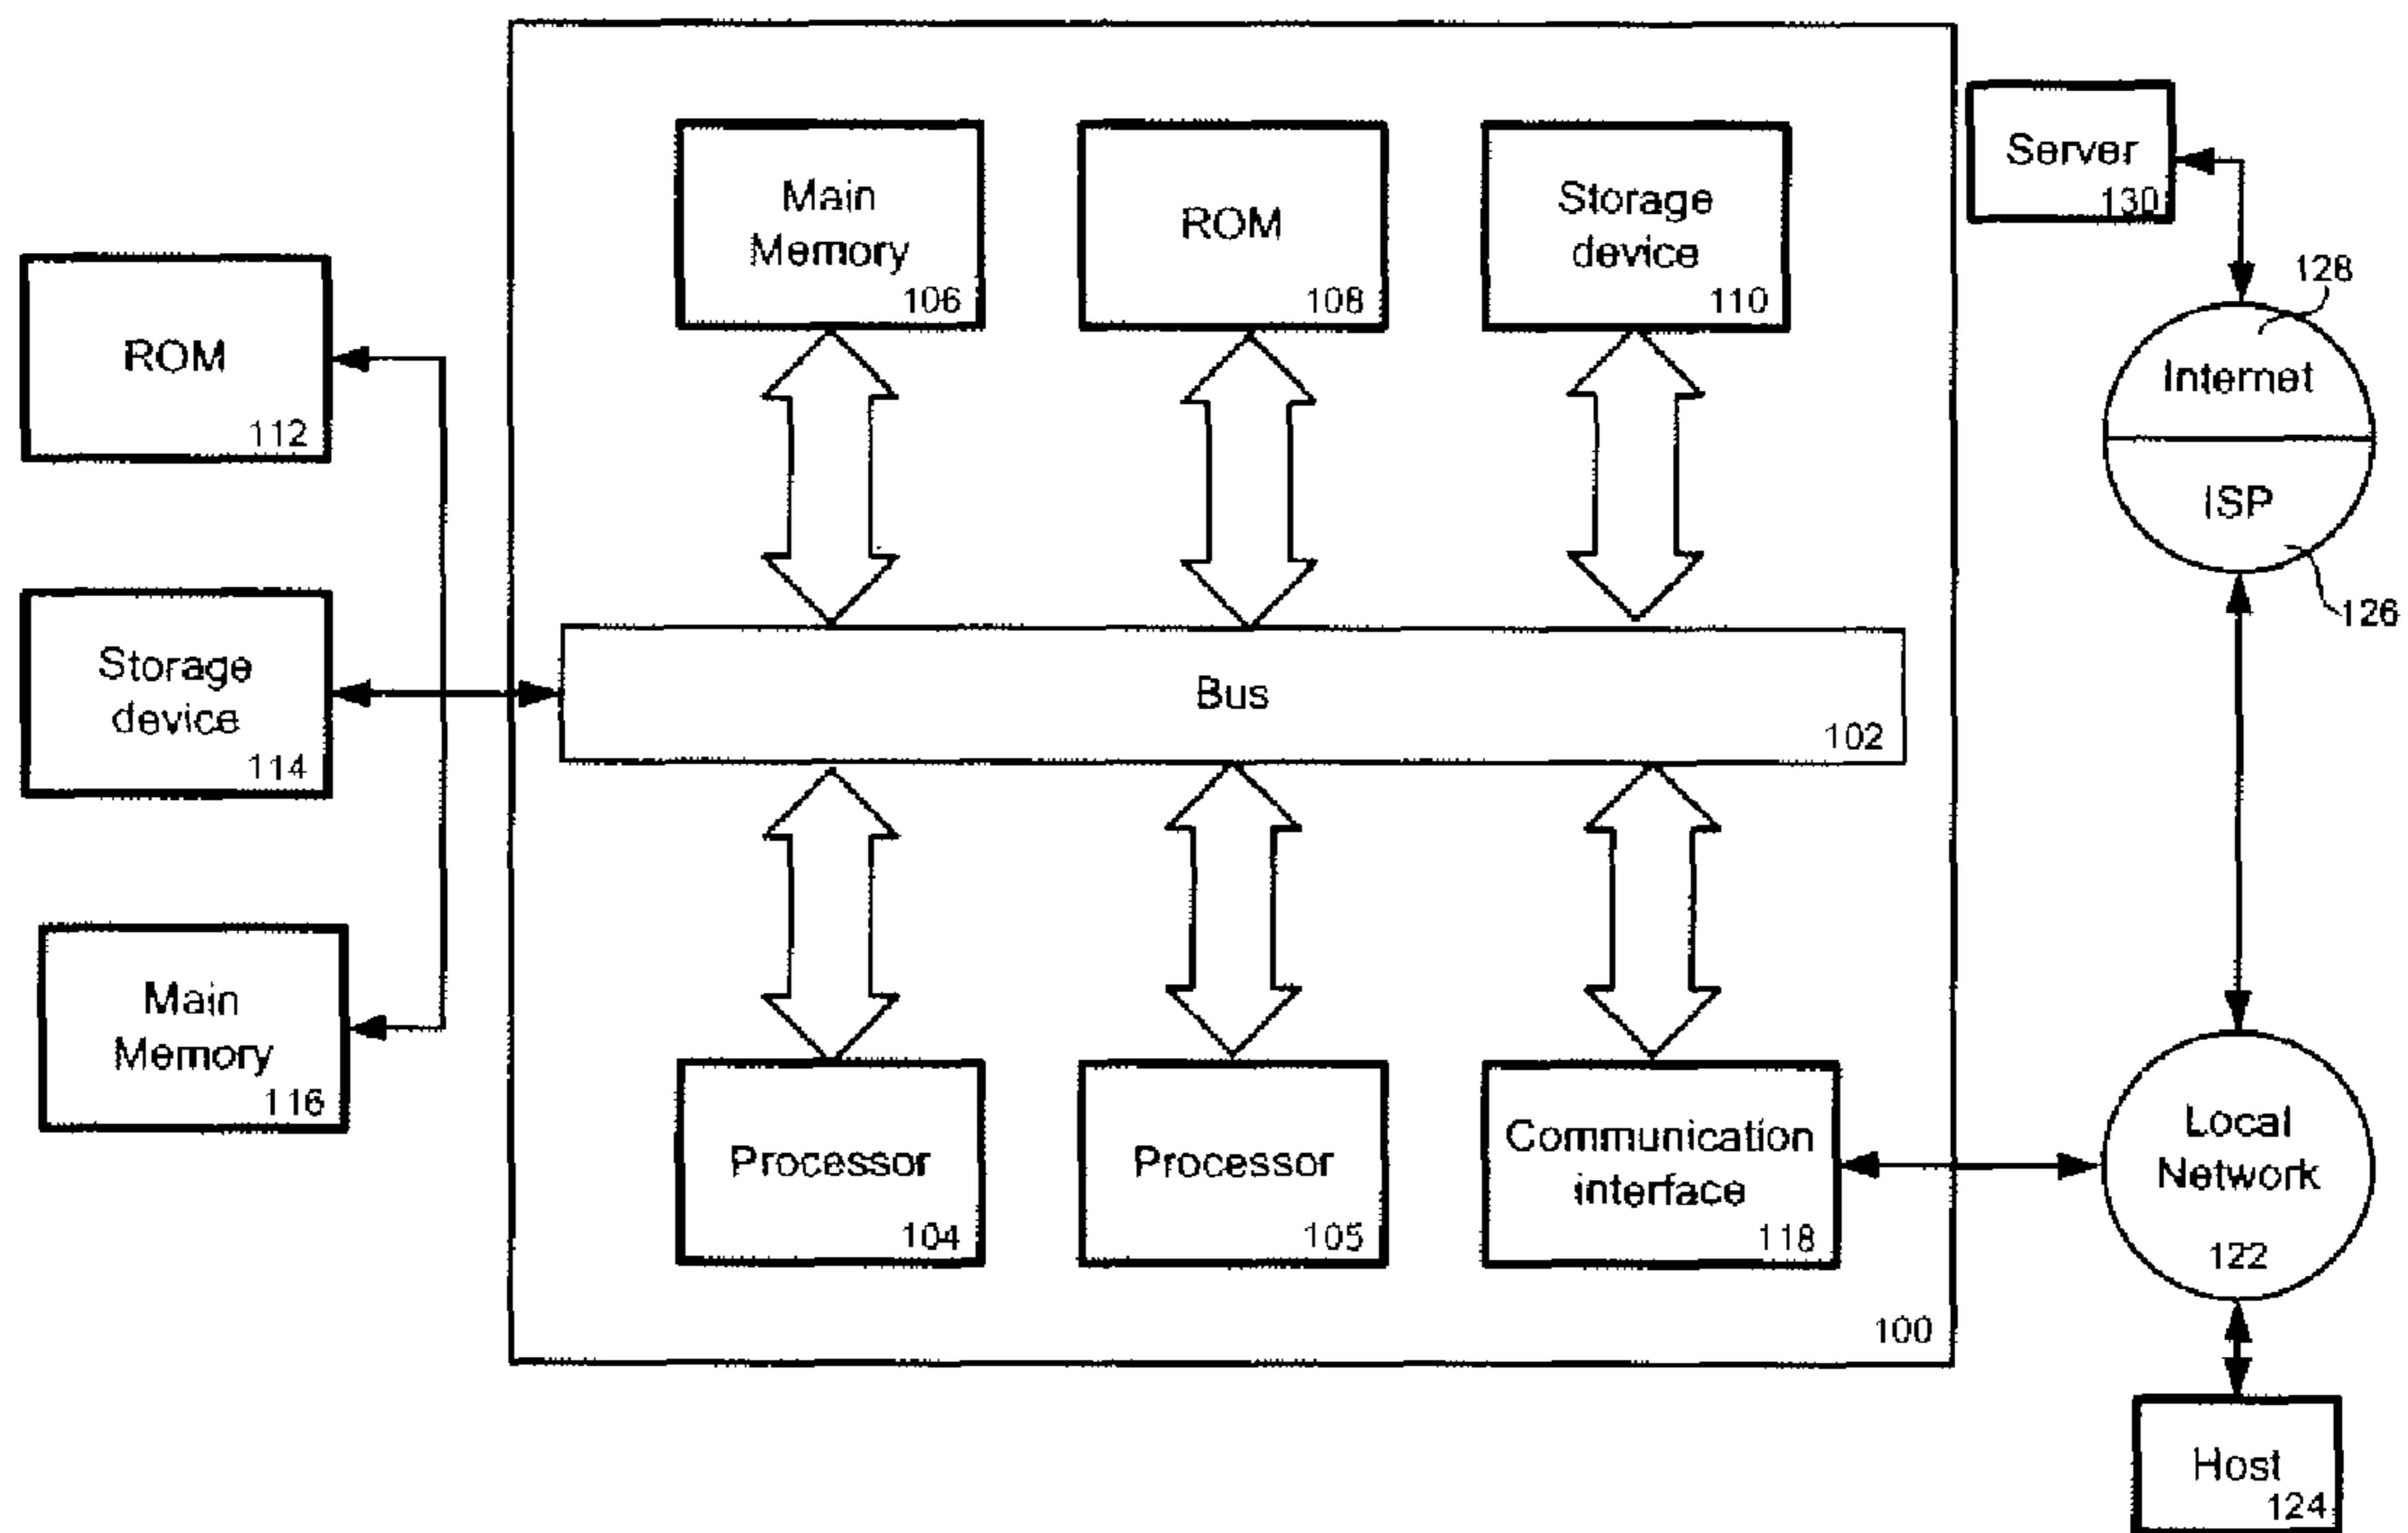 Main
Memory
106
ROM
108
Storage
device
110
Server
130
128
Internet
ISP
126
ROM
112
Storage
device
114
Main
Memory
116
Bus
102
Processor
104
Processor
105
Communication
interface
118
100
Local
Network
122
Host
124